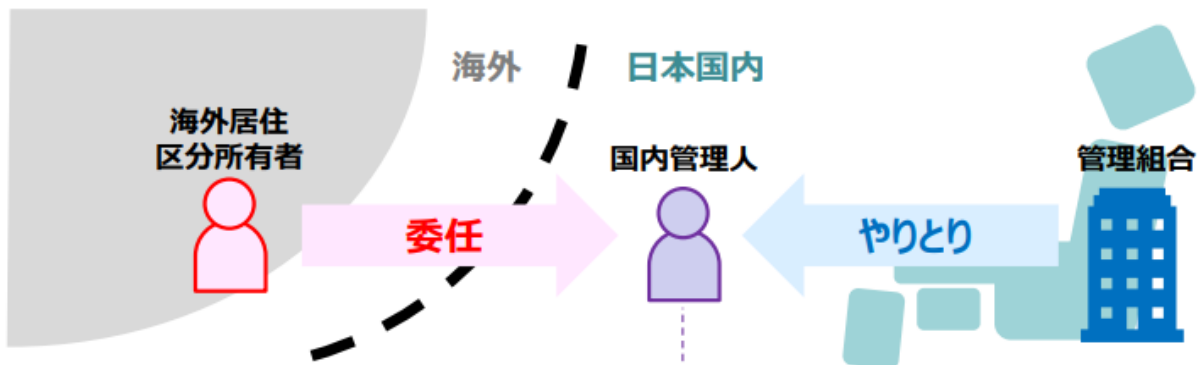 海外
日本国内
海外居住
区分所有者
国内管理人
管理組合
委任
やりとり